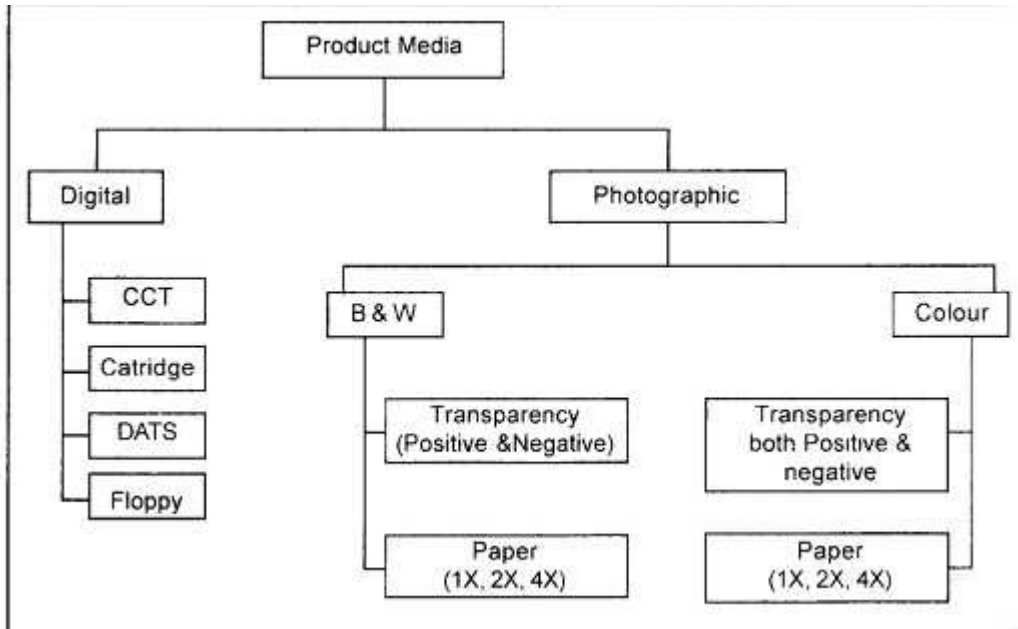 Product Media
Digital
Photographic
CCT
Catridge
DATS
Floppy
B & W
Colour
Transparency
(Positive &Negative)
Paper
(1X, 2X, 4X)
Transparency
both Positive &
negative
Paper
(1X, 2X, 4X)